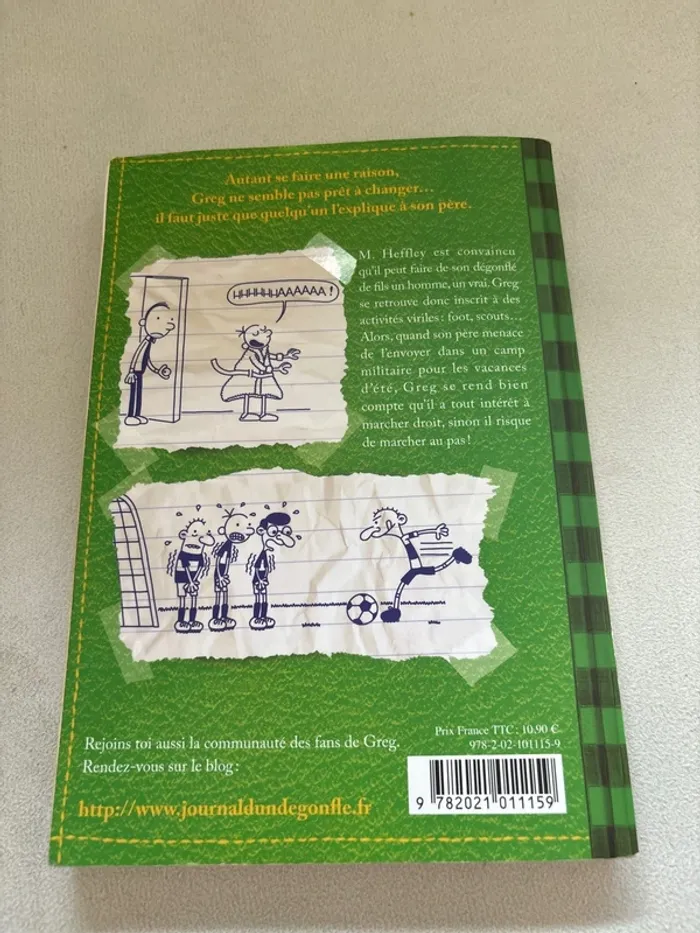 Autant se faire une raison,
Greg ne semble pas prêt à changer...
il faut juste que quelqu'un l'explique à son père.
HHHHHHAAAAAA !
M. Heffley est convaincu
qu'il peut faire de son dégonflé
de fils un homme, un vrai. Greg
se retrouve donc inscrit à des
activités viriles : foot, scouts...
Alors, quand son père menace
de l'envoyer dans un camp
militaire pour les vacances
d'été, Greg se rend bien
compte qu'il a tout intérêt à
marcher droit, sinon il risque
de marcher au pas !
Rejoins toi aussi la communauté des fans de Greg.
Rendez-vous sur le blog :
http://www.journaldundegonfle.fr
Prix France TTC : 10,90 €
978-2-02-101115-9
9 782021 011159